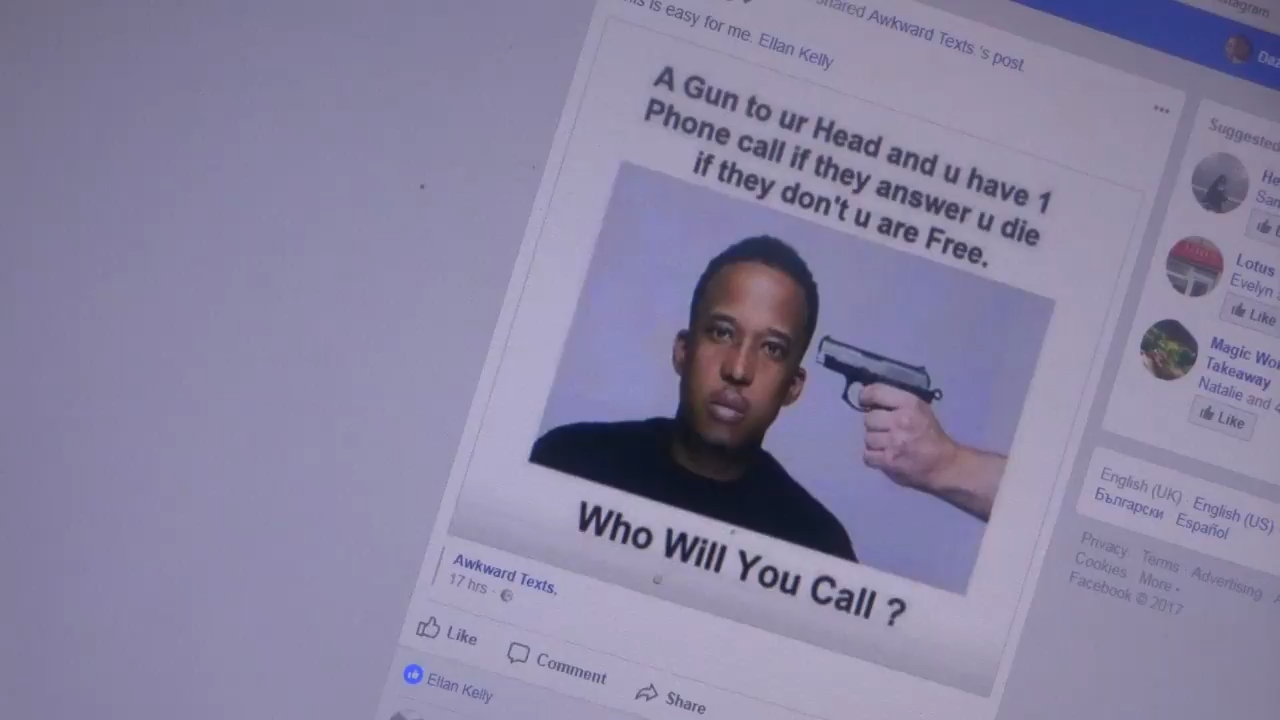 shared Awkward Texts 's post.
is easy for me. Ellan Kelly
A Gun to ur Head and u have 1
Phone call if they answer u die
if they don't u are Free.
Who Will You Call ?
Awkward Texts.
17 hrs ·
Like Comment Share
Ellan Kelly
Suggested
Lotus
Evelyn
Like
Magic Wok
Takeaway
Natalie and 4
Like
English (UK) English (US)
Български Español
Privacy · Terms · Advertising
Cookies · More
Facebook © 2017